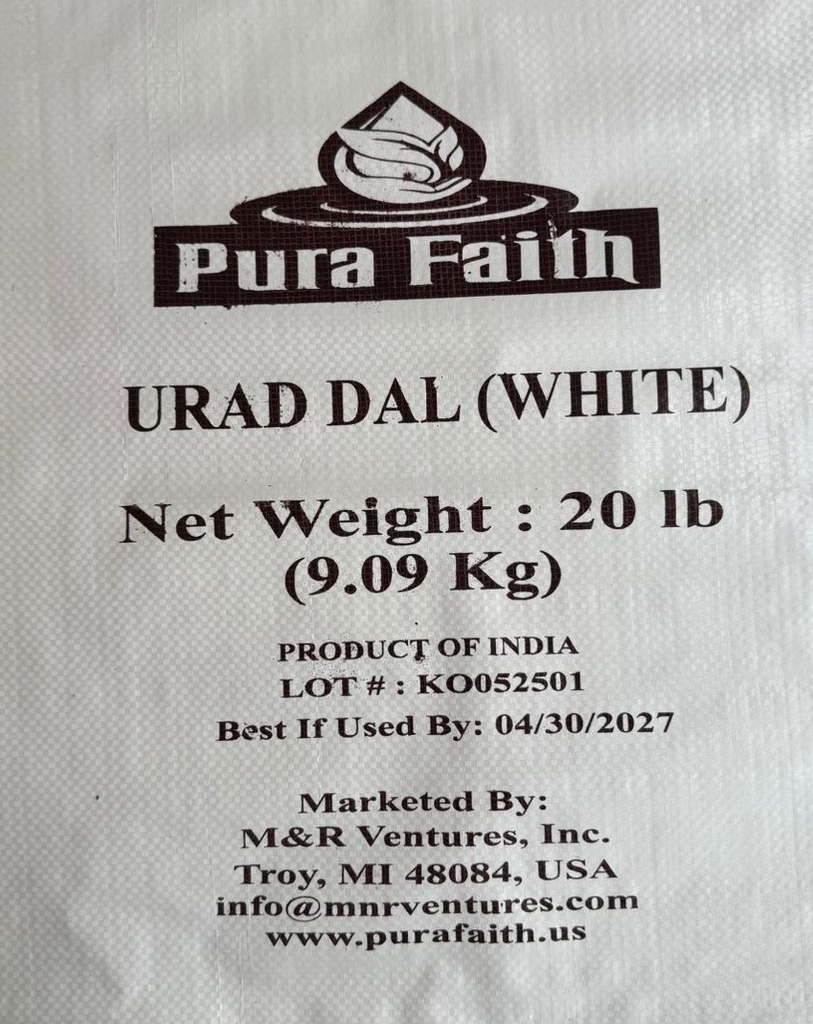 Pura Faith
URAD DAL (WHITE)
Net Weight : 20 lb
(9.09 Kg)
PRODUCT OF INDIA
LOT # : KO052501
Best If Used By: 04/30/2027
Marketed By:
M&R Ventures, Inc.
Troy, MI 48084, USA
info@mnrventures.com
www.purafaith.us